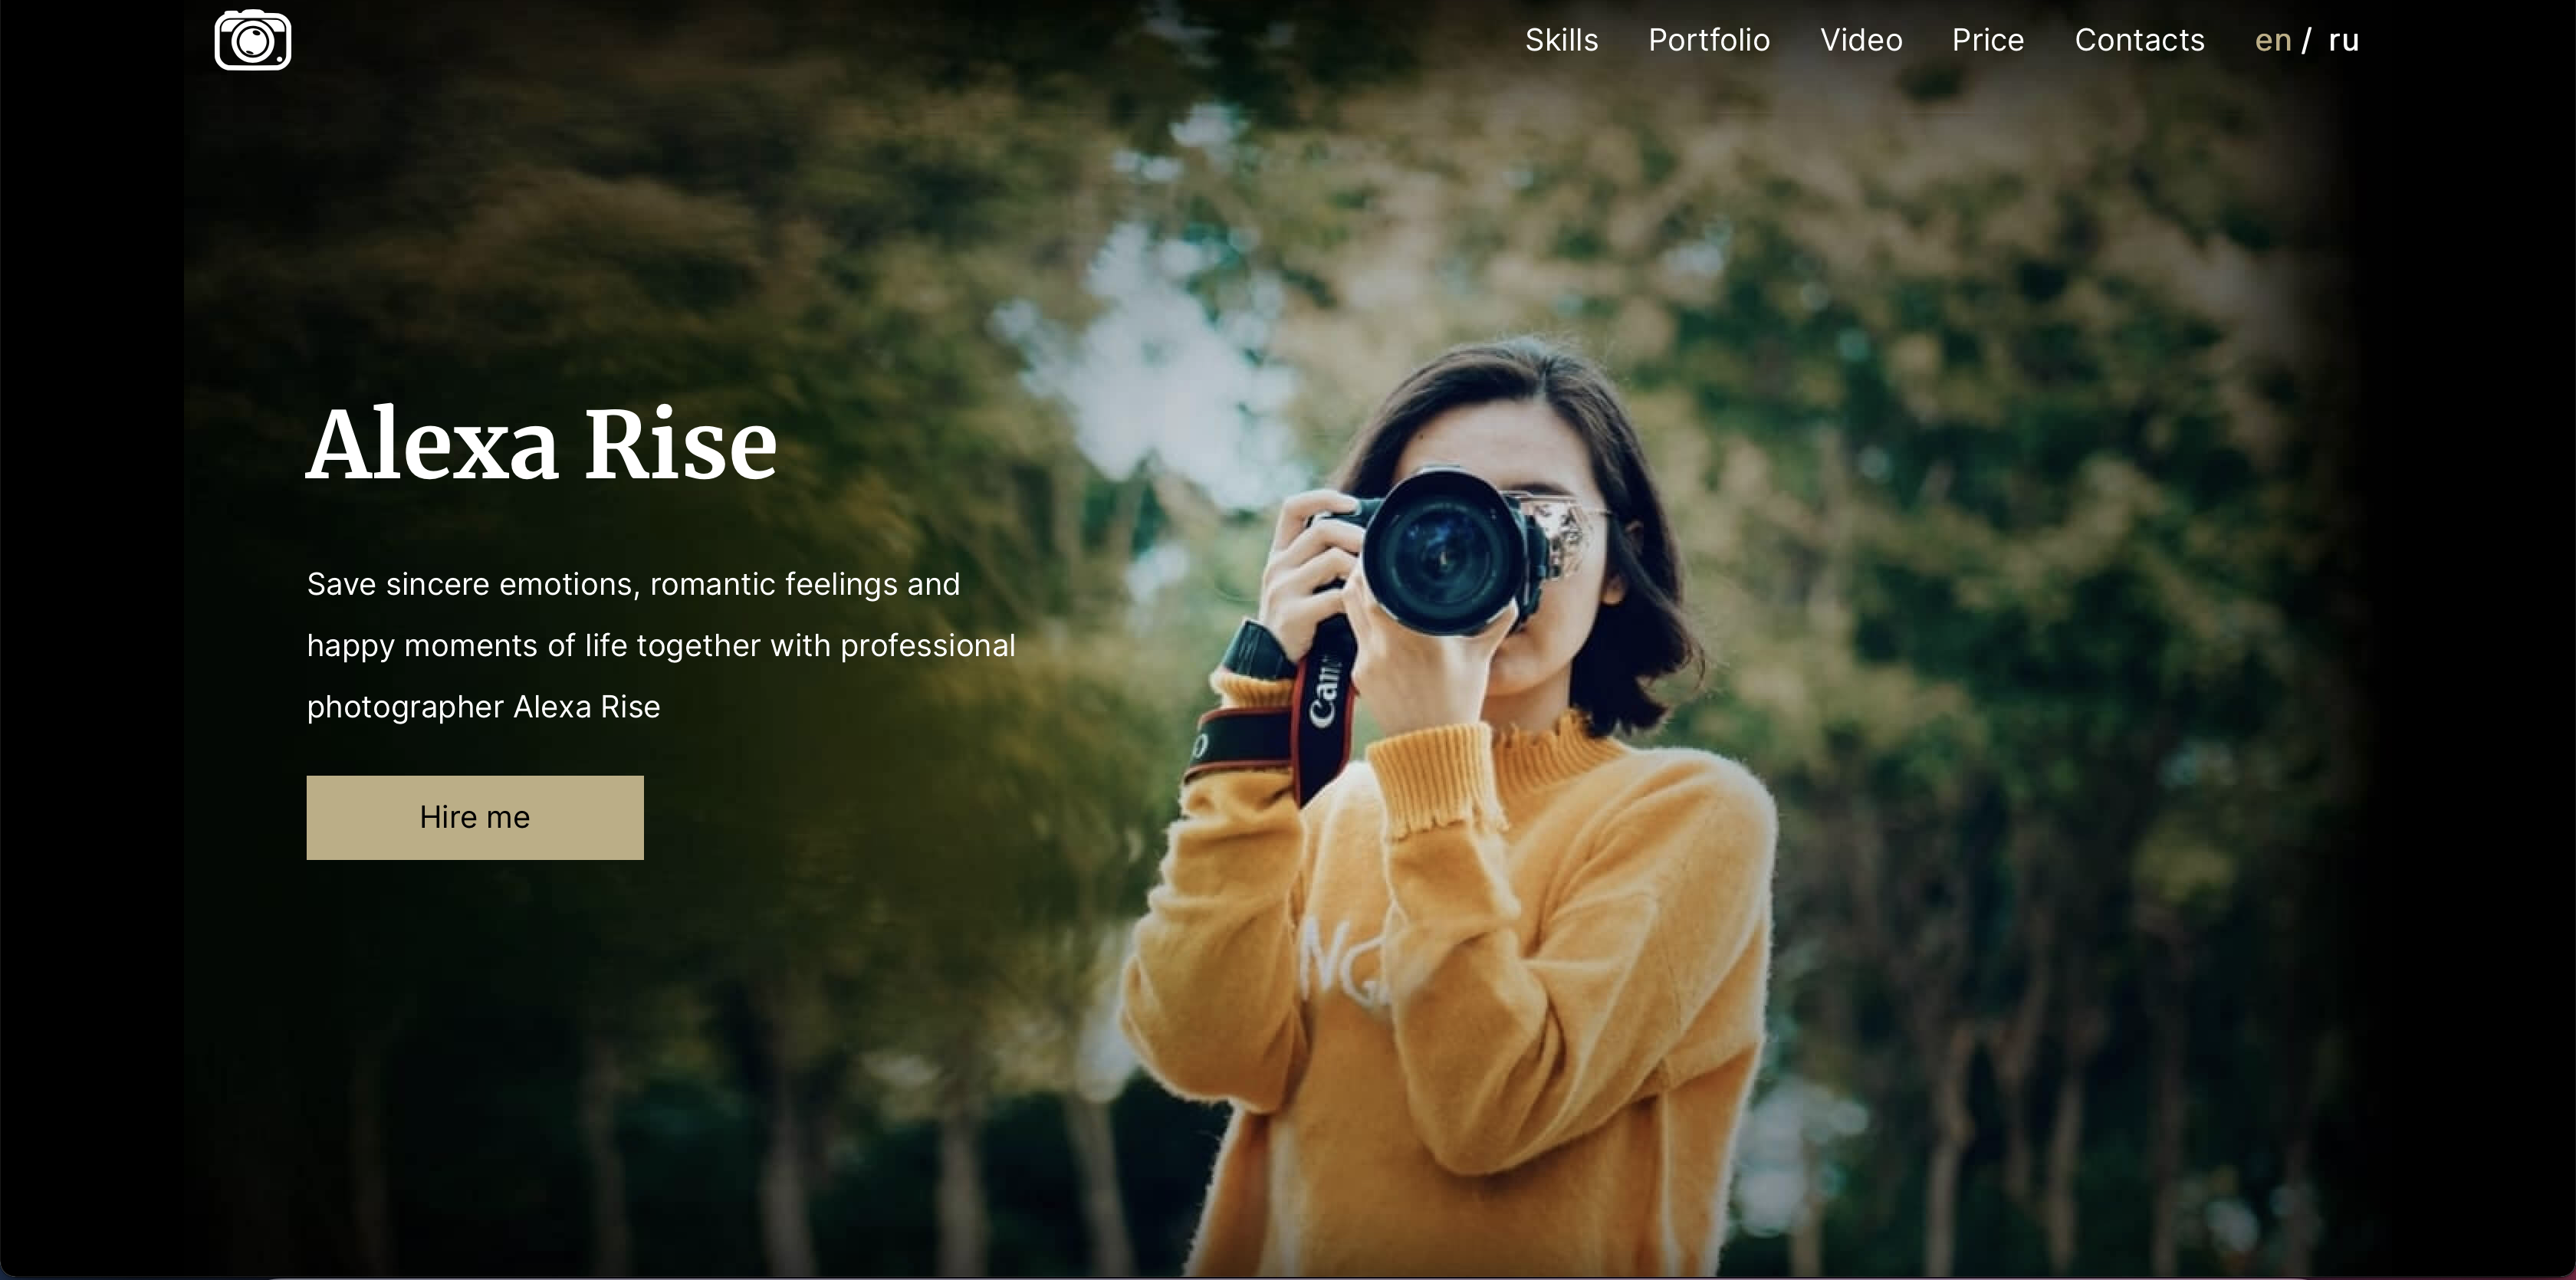 Skills Portfolio Video Price Contacts en / ru
Alexa Rise
Save sincere emotions, romantic feelings and
happy moments of life together with professional
photographer Alexa Rise
Hire me